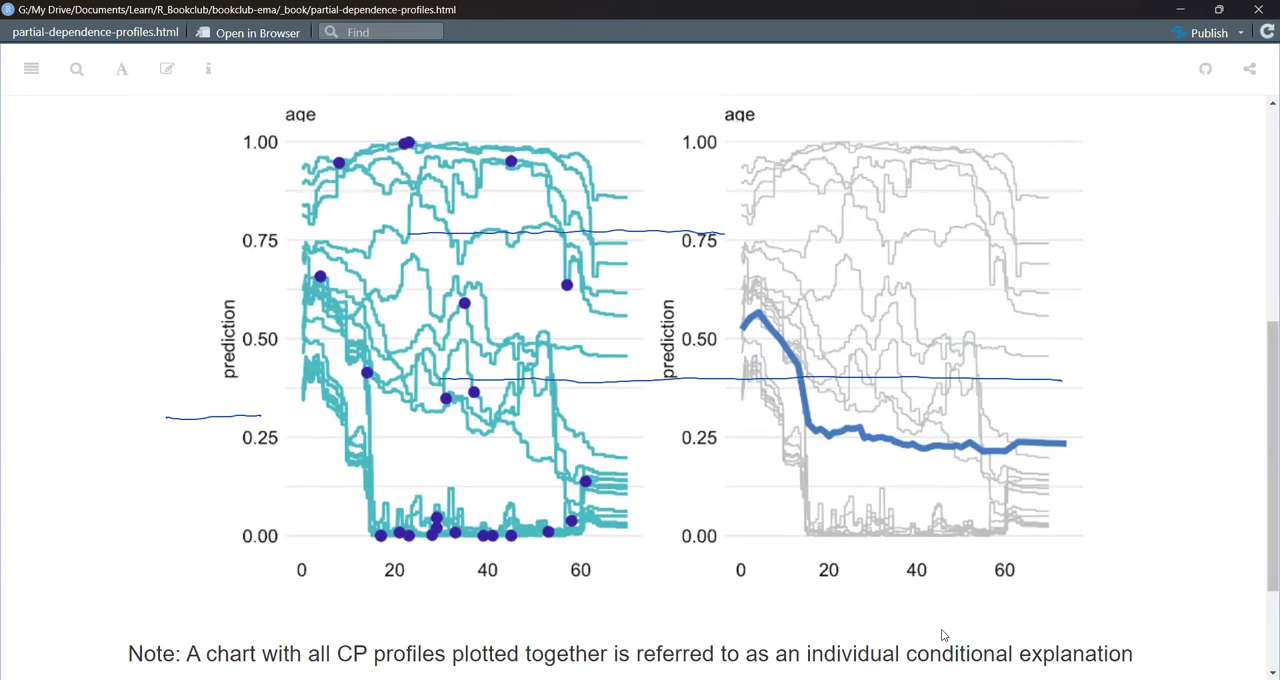 G:/My Drive/Documents/Learn/R_Bookclub/bookclub-ema/_book/partial-dependence-profiles.html
partial-dependence-profiles.html Open in Browser Find Publish
age age
1.00 1.00
0.75 0.75
prediction prediction
0.50 0.50
0.25 0.25
0.00 0.00
0 20 40 60 0 20 40 60
Note: A chart with all CP profiles plotted together is referred to as an individual conditional explanation